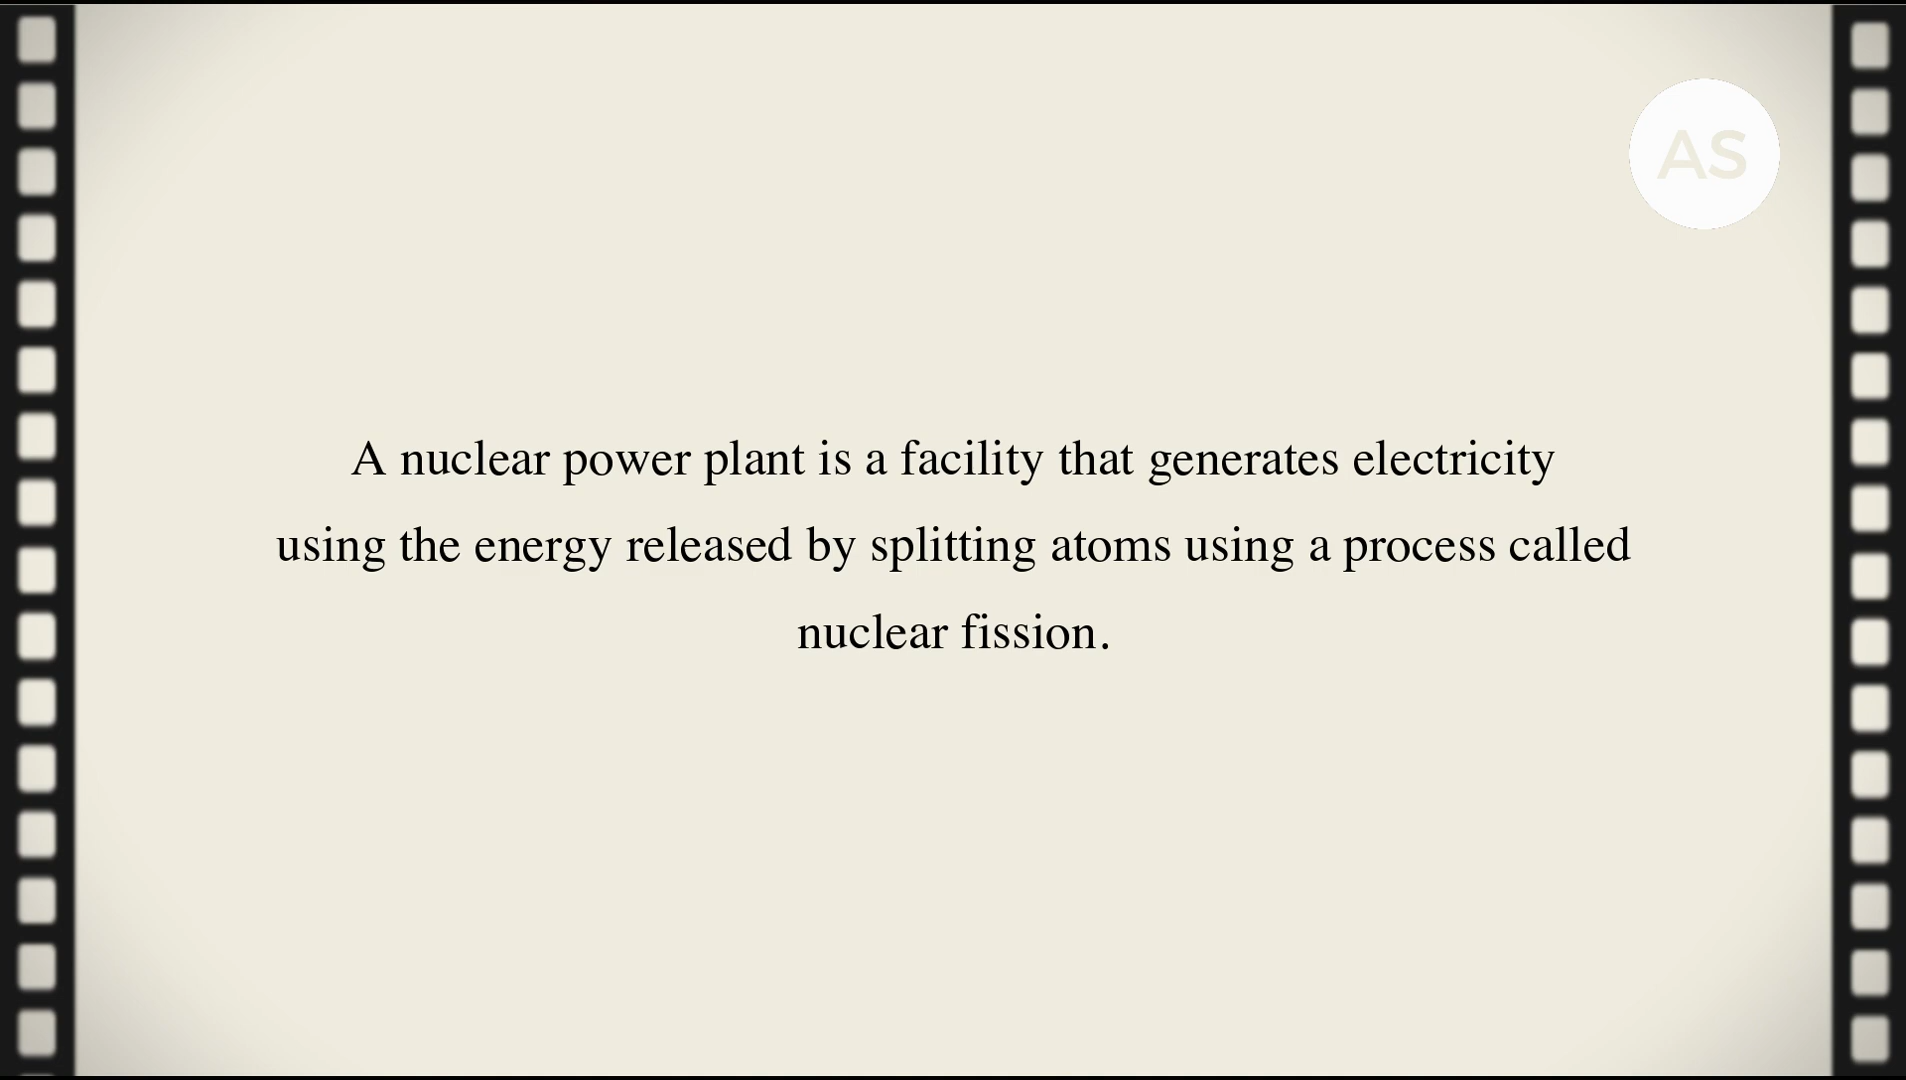 AS
A nuclear power plant is a facility that generates electricity
using the energy released by splitting atoms using a process called
nuclear fission.